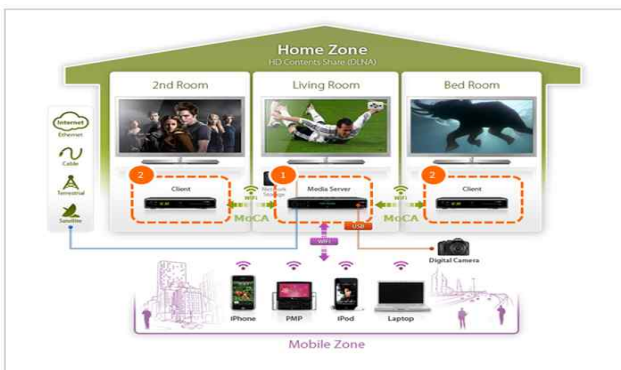 Home Zone
HD Contents Share (DLNA)
2nd Room
Living Room
Bed Room
Internet
Ethernet
Cable
Terrestrial
Satellite
2
Client
WiFi
MoCA
Network
Storage
1
Media Server
WiFi
MoCA
2
Client
USB
WiFi
Digital Camera
iPhone
PMP
iPod
Laptop
Mobile Zone